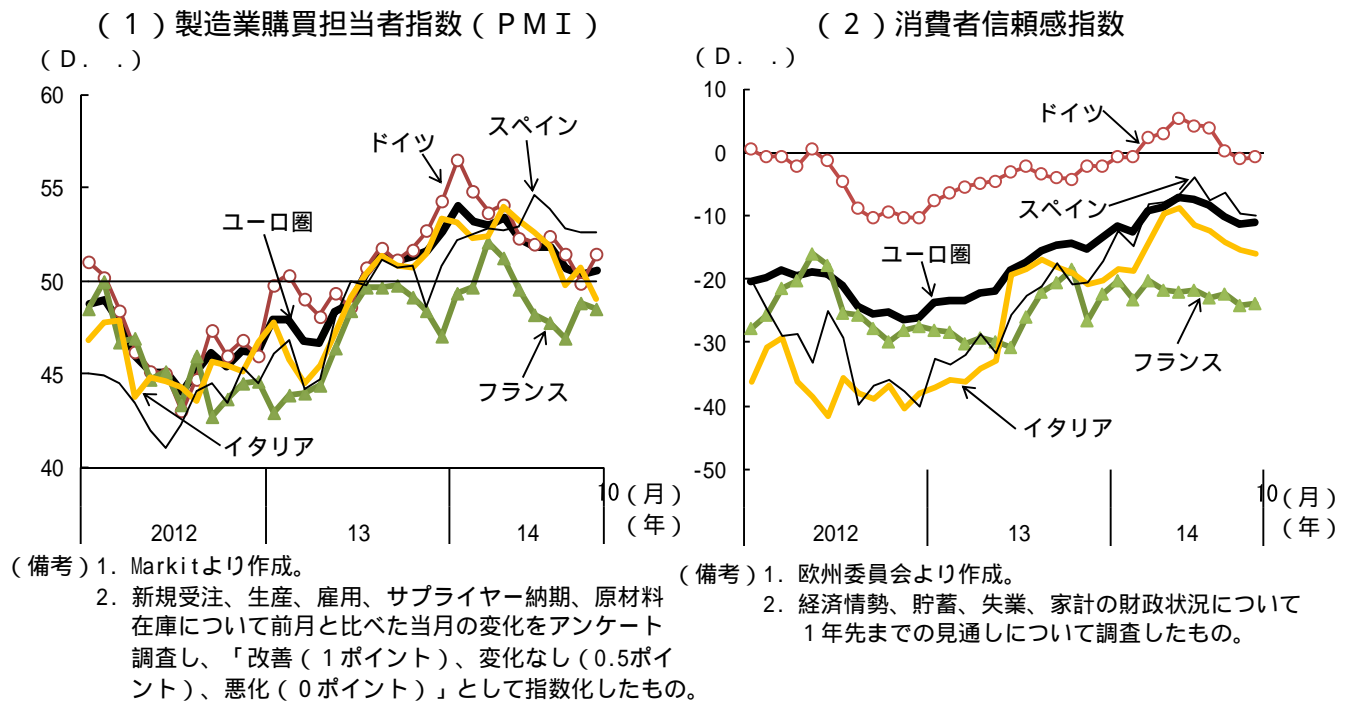 （１）製造業購買担当者指数（ＰＭＩ）
（Ｄ．　．）
60
55
50
45
40
ドイツ
スペイン
ユーロ圏
フランス
イタリア
10（月）
2012 13 14 （年）
（備考）1. Markitより作成。
2. 新規受注、生産、雇用、サプライヤー納期、原材料
在庫について前月と比べた当月の変化をアンケート
調査し、「改善（１ポイント）、変化なし（0.5ポイ
ント）、悪化（０ポイント）」として指数化したもの。
（２）消費者信頼感指数
（Ｄ．　．）
10
0
-10
-20
-30
-40
-50
ドイツ
スペイン
ユーロ圏
フランス
イタリア
10（月）
2012 13 14 （年）
（備考）1. 欧州委員会より作成。
2. 経済情勢、貯蓄、失業、家計の財政状況について
１年先までの見通しについて調査したもの。